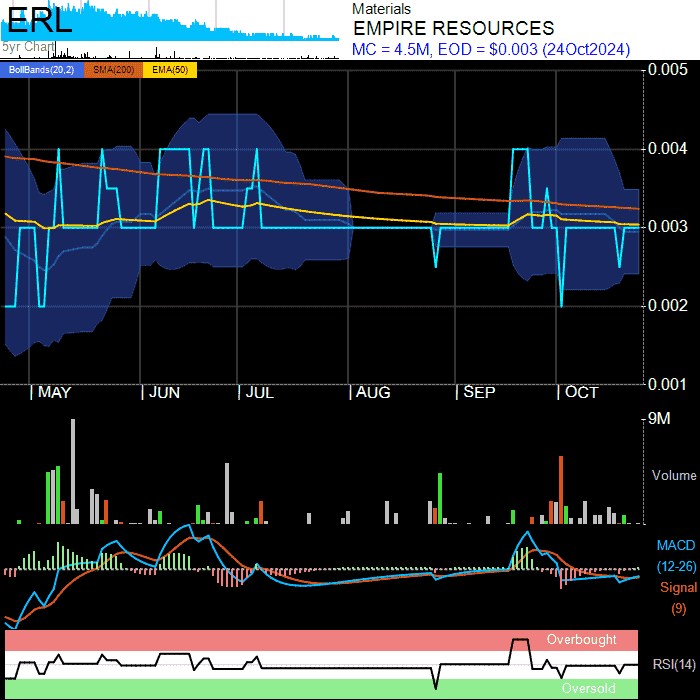 ERL
5yr Chart
Materials
EMPIRE RESOURCES
MC = 4.5M, EOD = $0.003 (24Oct2024)
BollBands(20,2) SMA(200) EMA(50)
0.005
0.004
0.003
0.002
0.001
MAY JUN JUL AUG SEP OCT
9M
Volume
MACD
(12-26)
Signal
(9)
Overbought
RSI(14)
Oversold